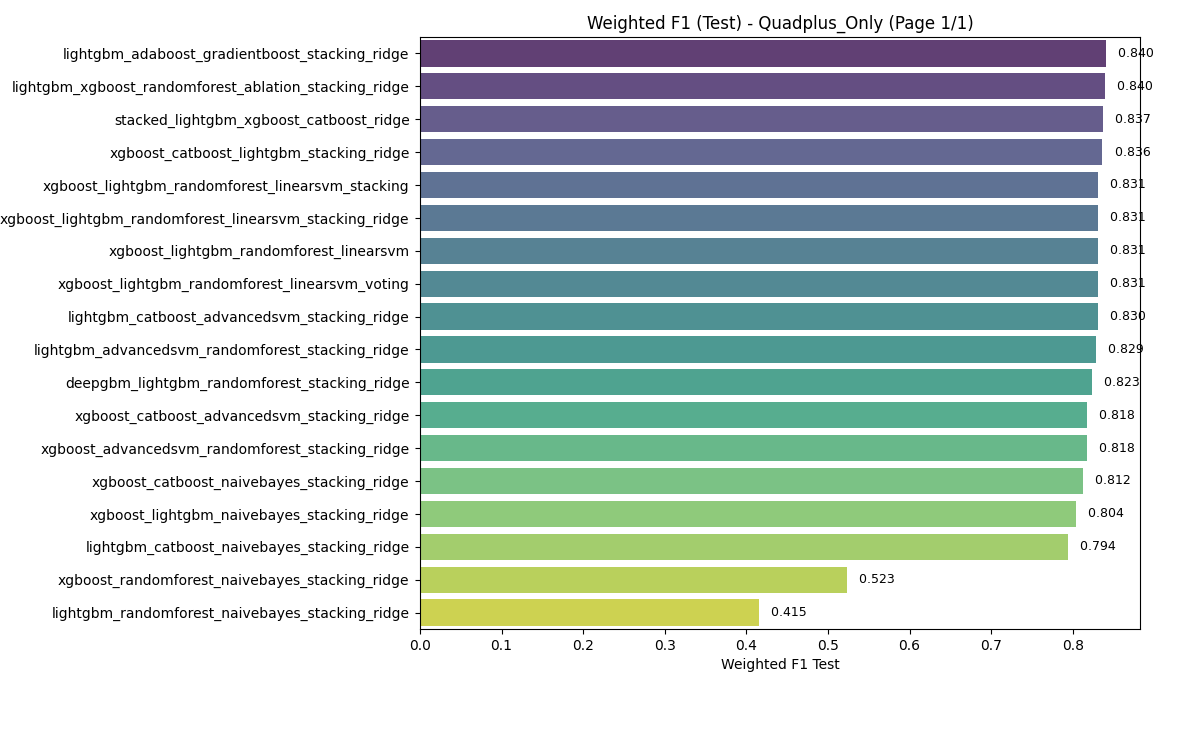 Weighted F1 (Test) - Quadplus_Only (Page 1/1)
lightgbm_adaboost_gradientboost_stacking_ridge 0.840
lightgbm_xgboost_randomforest_ablation_stacking_ridge 0.840
stacked_lightgbm_xgboost_catboost_ridge 0.837
xgboost_catboost_lightgbm_stacking_ridge 0.836
xgboost_lightgbm_randomforest_linearsvm_stacking 0.831
xgboost_lightgbm_randomforest_linearsvm_stacking_ridge 0.831
xgboost_lightgbm_randomforest_linearsvm 0.831
xgboost_lightgbm_randomforest_linearsvm_voting 0.831
lightgbm_catboost_advancedsvm_stacking_ridge 0.830
lightgbm_advancedsvm_randomforest_stacking_ridge 0.829
deepgbm_lightgbm_randomforest_stacking_ridge 0.823
xgboost_catboost_advancedsvm_stacking_ridge 0.818
xgboost_advancedsvm_randomforest_stacking_ridge 0.818
xgboost_catboost_naivebayes_stacking_ridge 0.812
xgboost_lightgbm_naivebayes_stacking_ridge 0.804
lightgbm_catboost_naivebayes_stacking_ridge 0.794
xgboost_randomforest_naivebayes_stacking_ridge 0.523
lightgbm_randomforest_naivebayes_stacking_ridge 0.415
0.0 0.1 0.2 0.3 0.4 0.5 0.6 0.7 0.8
Weighted F1 Test